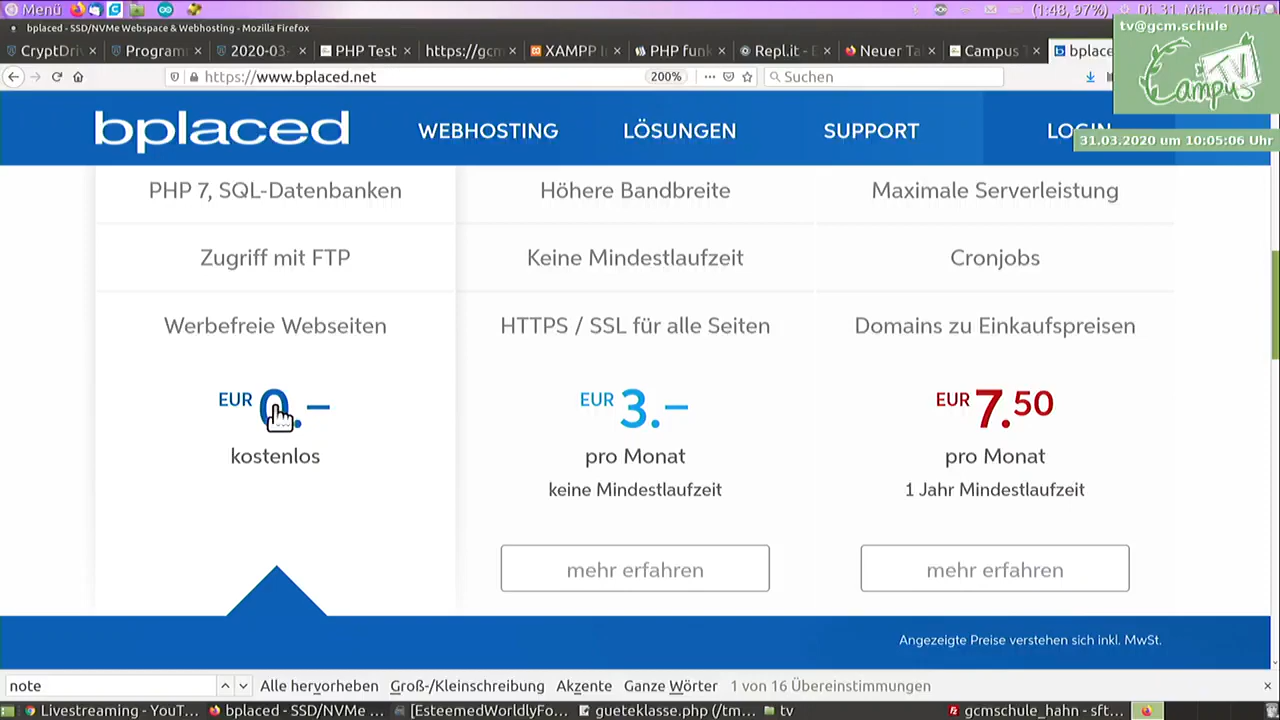 Menü
(1:48, 97%)
Di. 31. Mär. 10:05
bplaced - SSD/NVMe Webspace & Webhosting - Mozilla Firefox
tv@gcm.schule
CryptDri
Program
2020-03-
PHP Test
https://gcm
XAMPP I
PHP funk
Repl.it - D
Neuer Ta
Campus T
bplace
Campus TV
https://www.bplaced.net
200%
Suchen
bplaced
WEBHOSTING
LÖSUNGEN
SUPPORT
LOGIN
31.03.2020 um 10:05:06 Uhr
PHP 7, SQL-Datenbanken
Höhere Bandbreite
Maximale Serverleistung
Zugriff mit FTP
Keine Mindestlaufzeit
Cronjobs
Werbefreie Webseiten
HTTPS / SSL für alle Seiten
Domains zu Einkaufspreisen
EUR 0.–
EUR 3.–
EUR 7.50
kostenlos
pro Monat
pro Monat
keine Mindestlaufzeit
1 Jahr Mindestlaufzeit
mehr erfahren
mehr erfahren
Angezeigte Preise verstehen sich inkl. MwSt.
note
Alle hervorheben
Groß-/Kleinschreibung
Akzente
Ganze Wörter
1 von 16 Übereinstimmungen
Livestreaming - YouT...
bplaced - SSD/NVMe ...
[EsteemedWorldlyFo...
gueteklasse.php (/tm...
tv
gcmschule_hahn - sft...